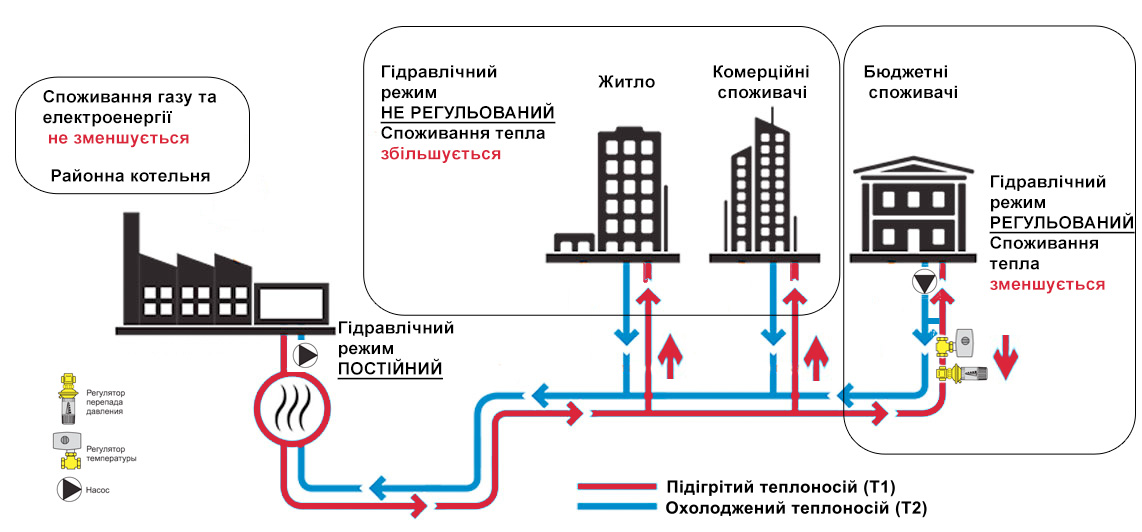 Споживання газу та
електроенергії
не зменшується
Районна котельня
Гідравлічний
режим
НЕ РЕГУЛЬОВАНИЙ
Споживання тепла
збільшується
Житло
Комерційні
споживачі
Бюджетні
споживачі
Гідравлічний
режим
РЕГУЛЬОВАНИЙ
Споживання
тепла
зменшується
Гідравлічний
режим
ПОСТІЙНИЙ
Регулятор
перепада
давления
Регулятор
температуры
Насос
Підігрітий теплоносій (Т1)
Охолоджений теплоносій (Т2)